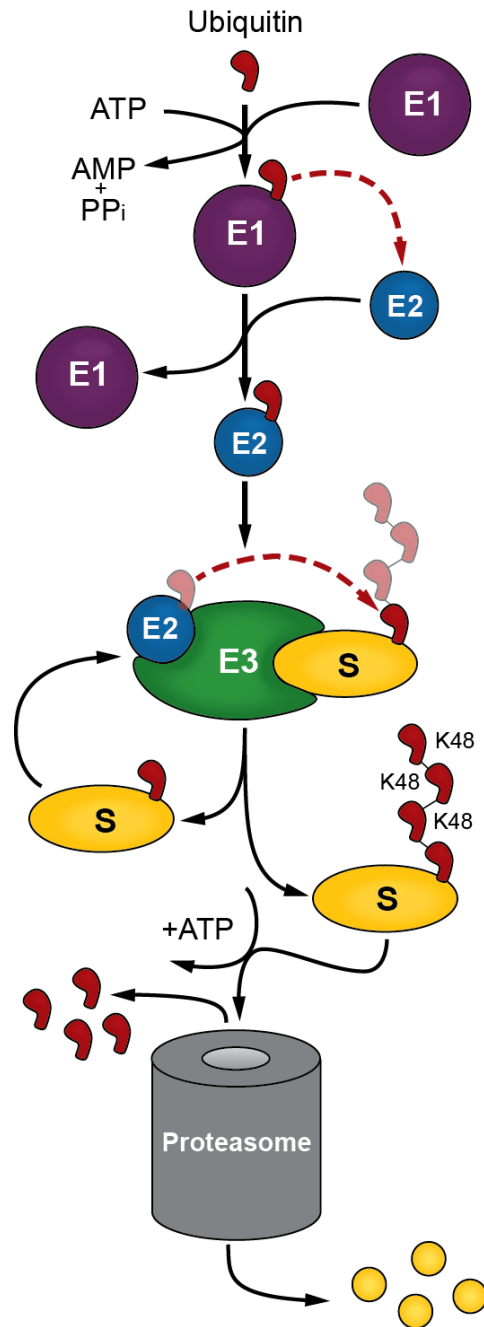 Ubiquitin
ATP
E1
AMP
+
PPi
E1
E2
E1
E2
E2
E3
S
K48
K48
K48
S
S
+ATP
Proteasome